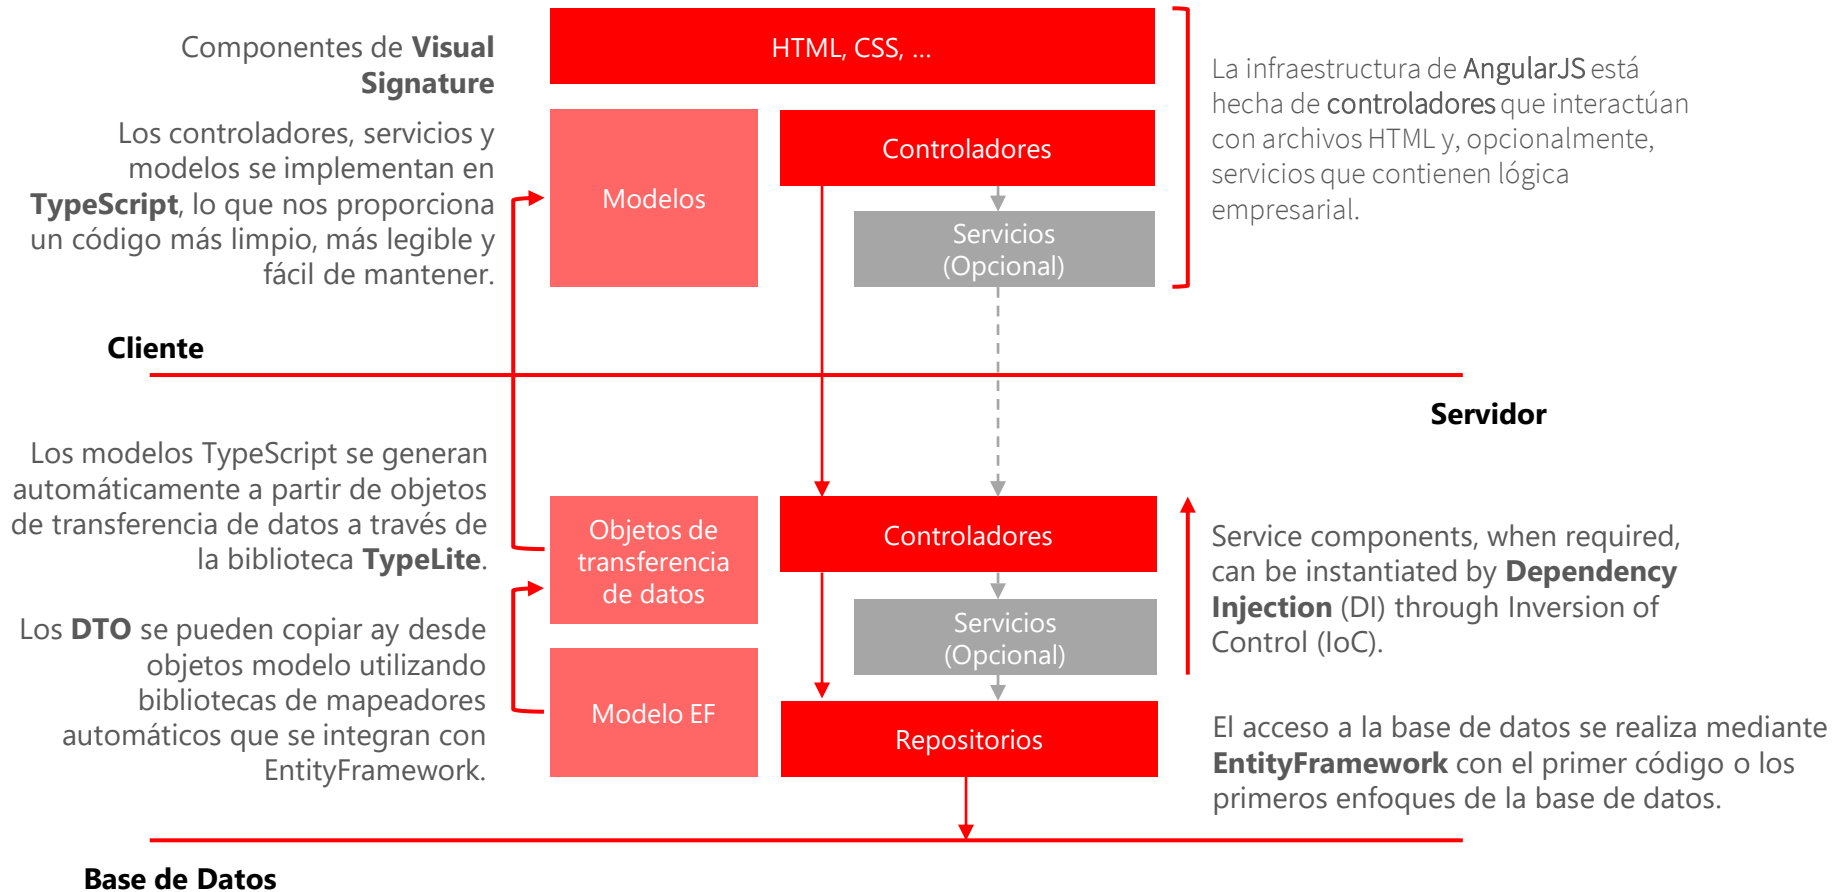 Componentes de Visual
Signature
HTML, CSS, ...
La infraestructura de AngularJS está
hecha de controladores que interactúan
con archivos HTML y, opcionalmente,
servicios que contienen lógica
empresarial.
Los controladores, servicios y
modelos se implementan en
TypeScript, lo que nos proporciona
un código más limpio, más legible y
fácil de mantener.
Modelos
Controladores
Servicios
(Opcional)
Cliente
Servidor
Los modelos TypeScript se generan
automáticamente a partir de objetos
de transferencia de datos a través de
la biblioteca TypeLite.
Objetos de
transferencia
de datos
Controladores
Service components, when required,
can be instantiated by Dependency
Injection (DI) through Inversion of
Control (IoC).
Los DTO se pueden copiar ay desde
objetos modelo utilizando
bibliotecas de mapeadores
automáticos que se integran con
EntityFramework.
Servicios
(Opcional)
Modelo EF
Repositorios
El acceso a la base de datos se realiza mediante
EntityFramework con el primer código o los
primeros enfoques de la base de datos.
Base de Datos